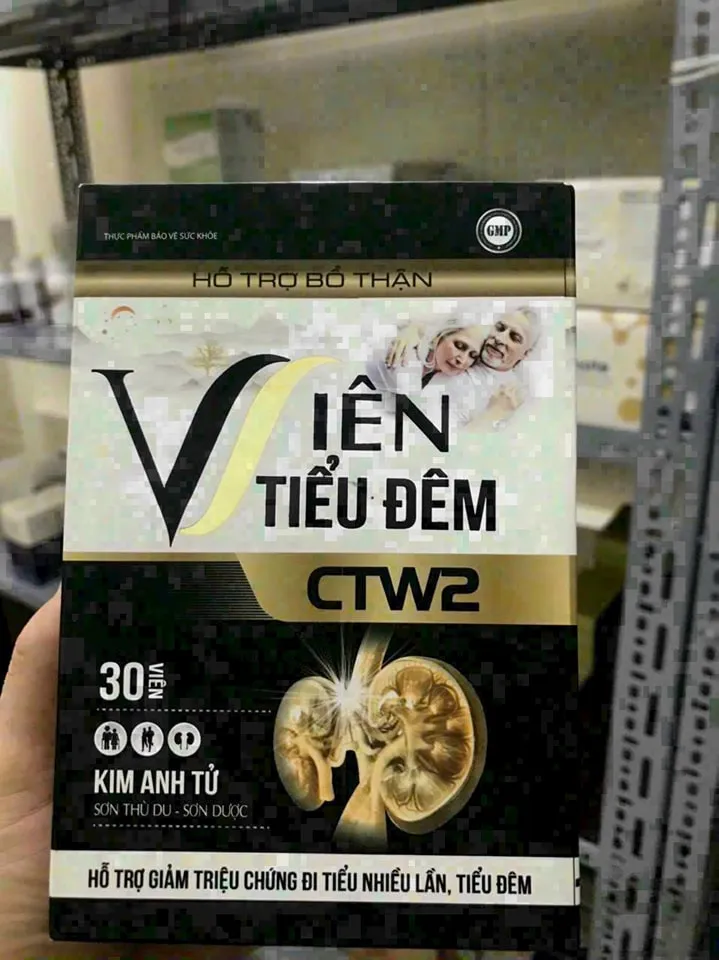 THỰC PHẨM BẢO VỆ SỨC KHỎE
GMP
HỖ TRỢ BỔ THẬN
VIÊN
TIỂU ĐÊM
CTW2
30 VIÊN
KIM ANH TỬ
SƠN THÙ DU - SƠN DƯỢC
HỖ TRỢ GIẢM TRIỆU CHỨNG ĐI TIỂU NHIỀU LẦN, TIỂU ĐÊM